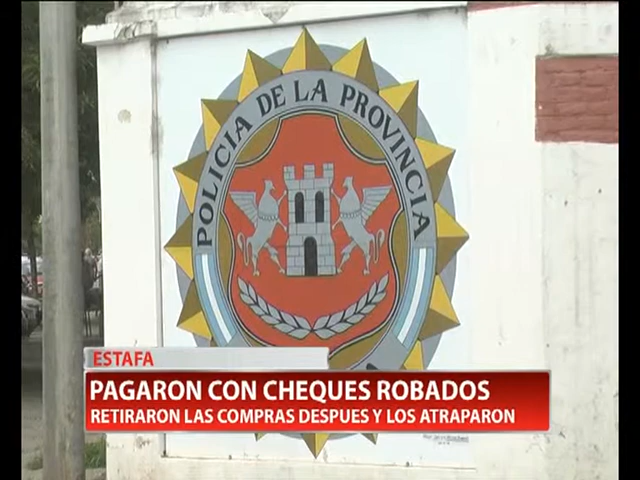 POLICIA DE LA PROVINCIA
ESTAFA
PAGARON CON CHEQUES ROBADOS
RETIRARON LAS COMPRAS DESPUES Y LOS ATRAPARON